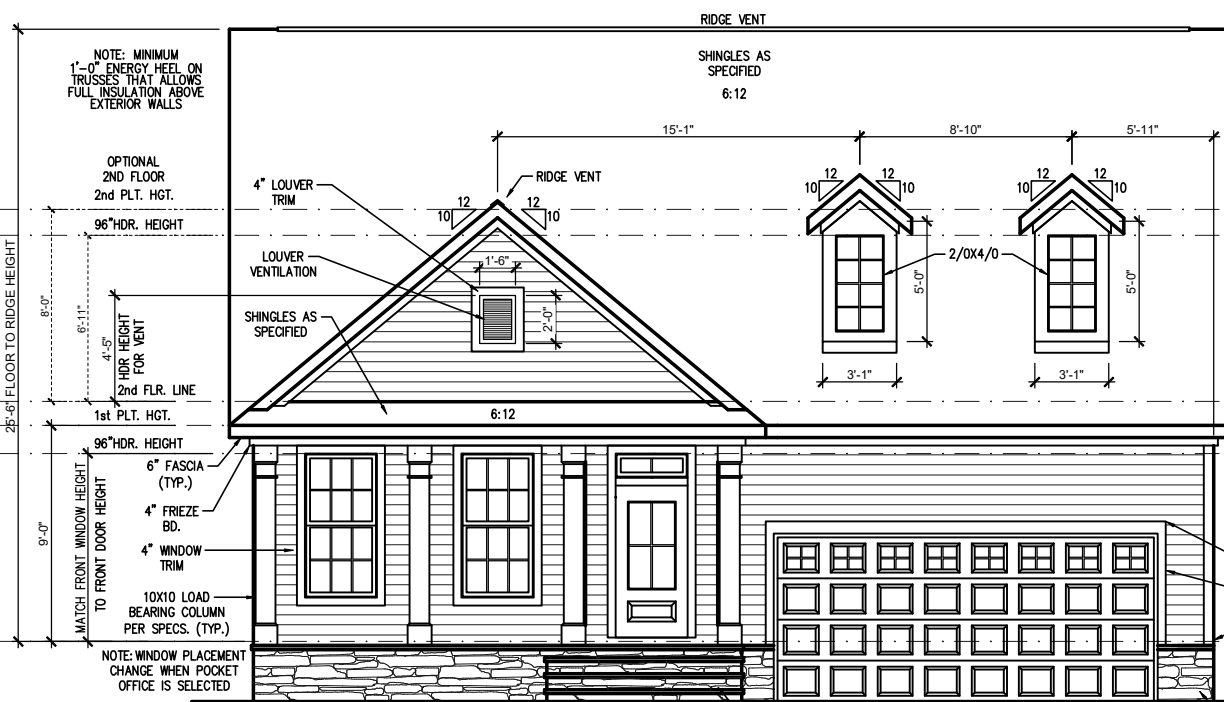 RIDGE VENT
NOTE: MINIMUM
1'-0" ENERGY HEEL ON
TRUSSES THAT ALLOWS
FULL INSULATION ABOVE
EXTERIOR WALLS
SHINGLES AS
SPECIFIED
6:12
15'-1"
8'-10"
5'-11"
OPTIONAL
2ND FLOOR
2nd PLT. HGT.
96"HDR. HEIGHT
4" LOUVER
TRIM
RIDGE VENT
12
10
12
10
12
10
12
10
12
10
12
10
LOUVER
VENTILATION
1'-6"
2'-0"
2/0X4/0
5'-0"
5'-0"
3'-1"
3'-1"
SHINGLES AS
SPECIFIED
6:12
25'-6" FLOOR TO RIDGE HEIGHT
8'-0"
6'-11"
4'-5"
HDR HEIGHT
FOR VENT
2nd FLR. LINE
1st PLT. HGT.
96"HDR. HEIGHT
6" FASCIA
(TYP.)
4" FRIEZE
BD.
4" WINDOW
TRIM
9'-0"
MATCH FRONT WINDOW HEIGHT
TO FRONT DOOR HEIGHT
10X10 LOAD
BEARING COLUMN
PER SPECS. (TYP.)
NOTE: WINDOW PLACEMENT
CHANGE WHEN POCKET
OFFICE IS SELECTED